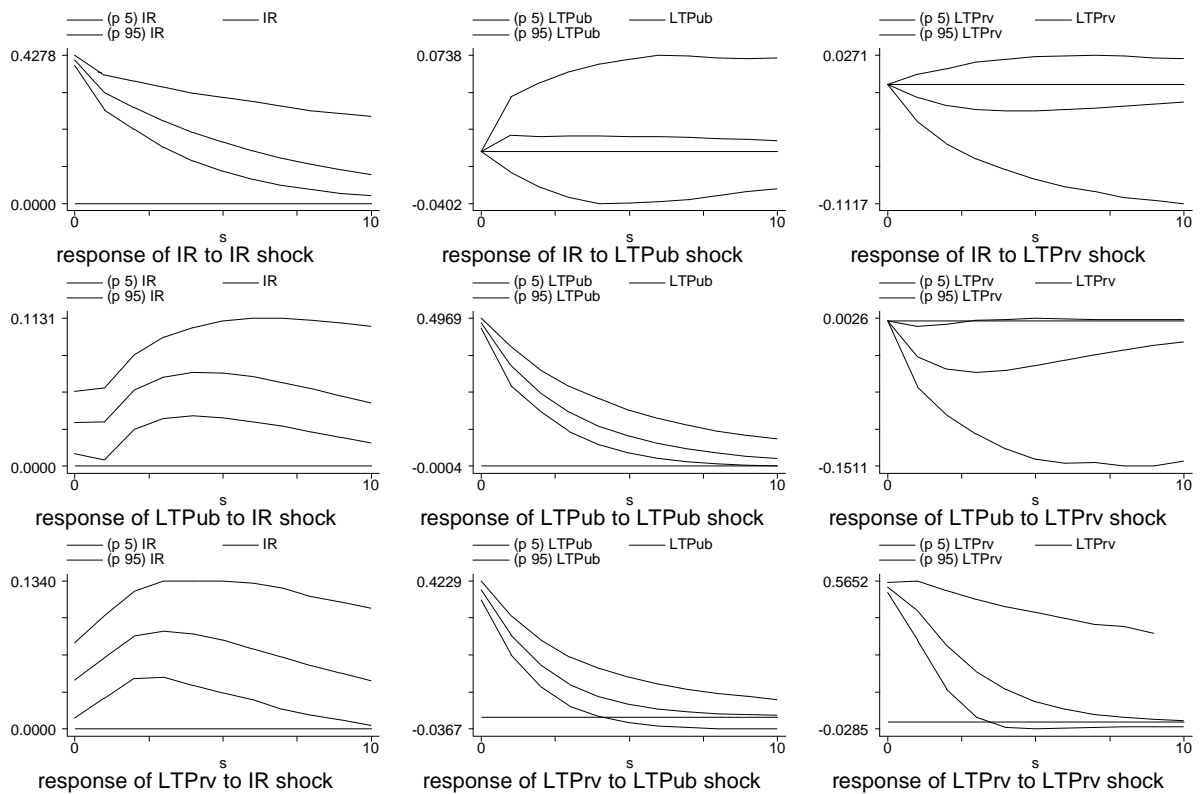 (p 5) IR IR
(p 95) IR
0.4278
0.0000
0 10
s
response of IR to IR shock
(p 5) LTPub LTPub
(p 95) LTPub
0.0738
-0.0402
0 10
s
response of IR to LTPub shock
(p 5) LTPrv LTPrv
(p 95) LTPrv
0.0271
-0.1117
0 10
s
response of IR to LTPrv shock
(p 5) IR IR
(p 95) IR
0.1131
0.0000
0 10
s
response of LTPub to IR shock
(p 5) LTPub LTPub
(p 95) LTPub
0.4969
-0.0004
0 10
s
response of LTPub to LTPub shock
(p 5) LTPrv LTPrv
(p 95) LTPrv
0.0026
-0.1511
0 10
s
response of LTPub to LTPrv shock
(p 5) IR IR
(p 95) IR
0.1340
0.0000
0 10
s
response of LTPrv to IR shock
(p 5) LTPub LTPub
(p 95) LTPub
0.4229
-0.0367
0 10
s
response of LTPrv to LTPub shock
(p 5) LTPrv LTPrv
(p 95) LTPrv
0.5652
-0.0285
0 10
s
response of LTPrv to LTPrv shock